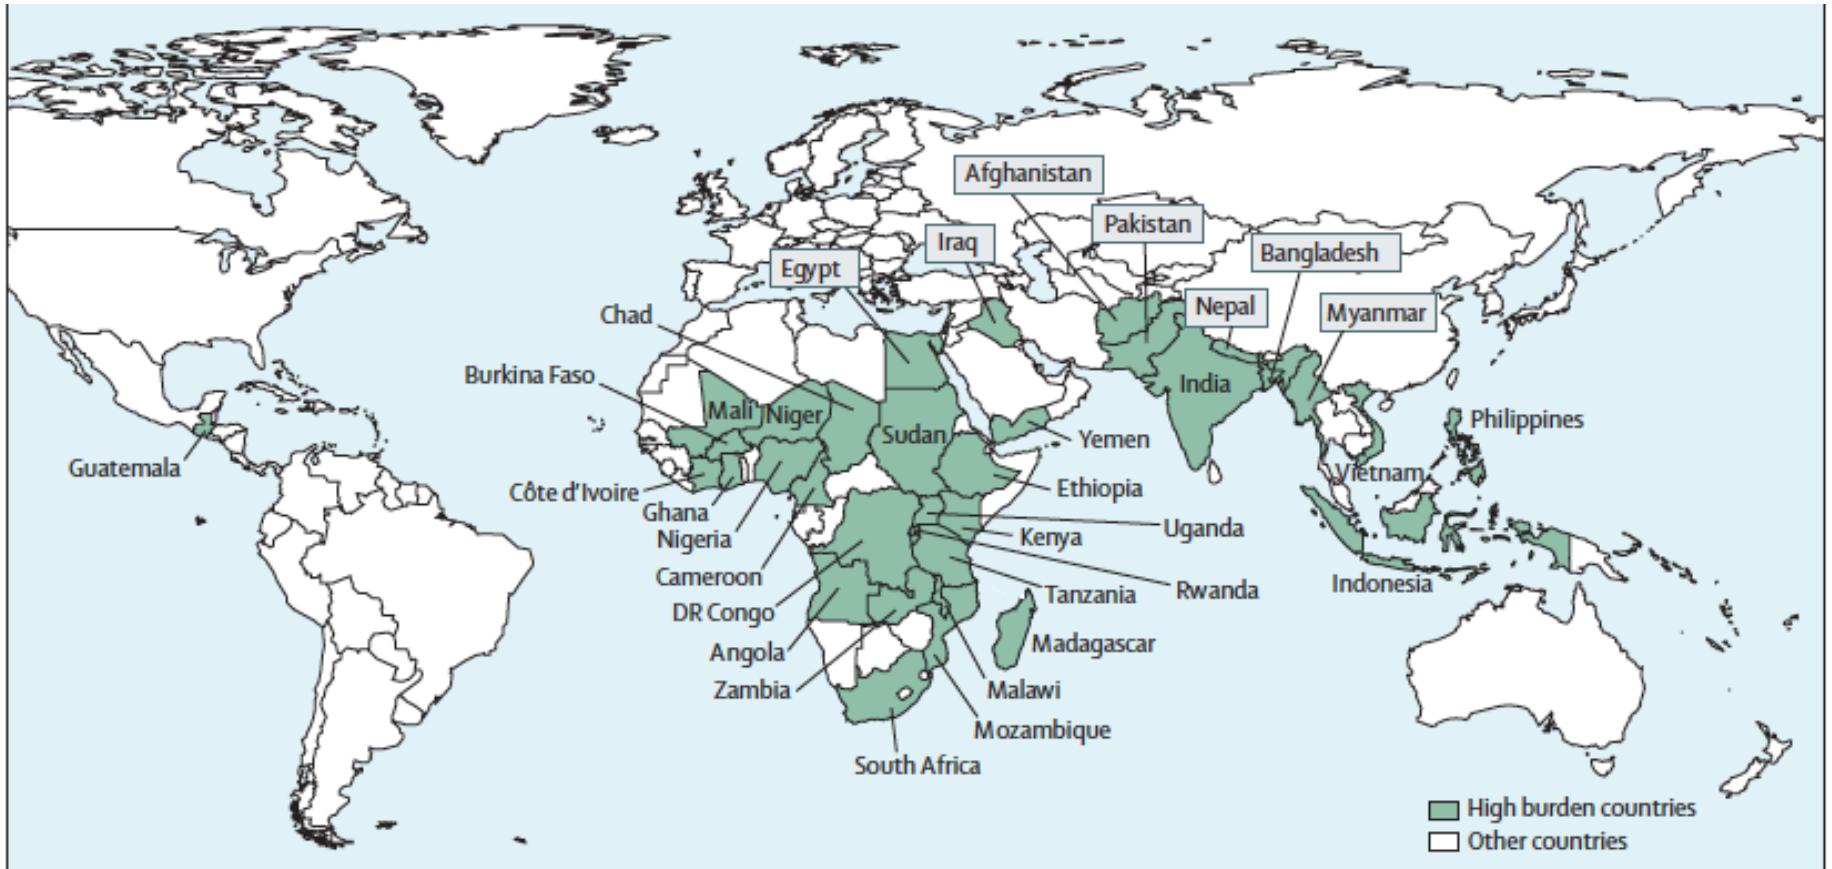 Afghanistan
Pakistan
Iraq
Bangladesh
Egypt
Nepal
Myanmar
Chad
Burkina Faso
India
Mali
Niger
Sudan
Philippines
Yemen
Guatemala
Vietnam
Côte d'Ivoire
Ethiopia
Ghana
Uganda
Nigeria
Kenya
Cameroon
Indonesia
Rwanda
Tanzania
DR Congo
Madagascar
Angola
Zambia
Malawi
Mozambique
South Africa
High burden countries
Other countries